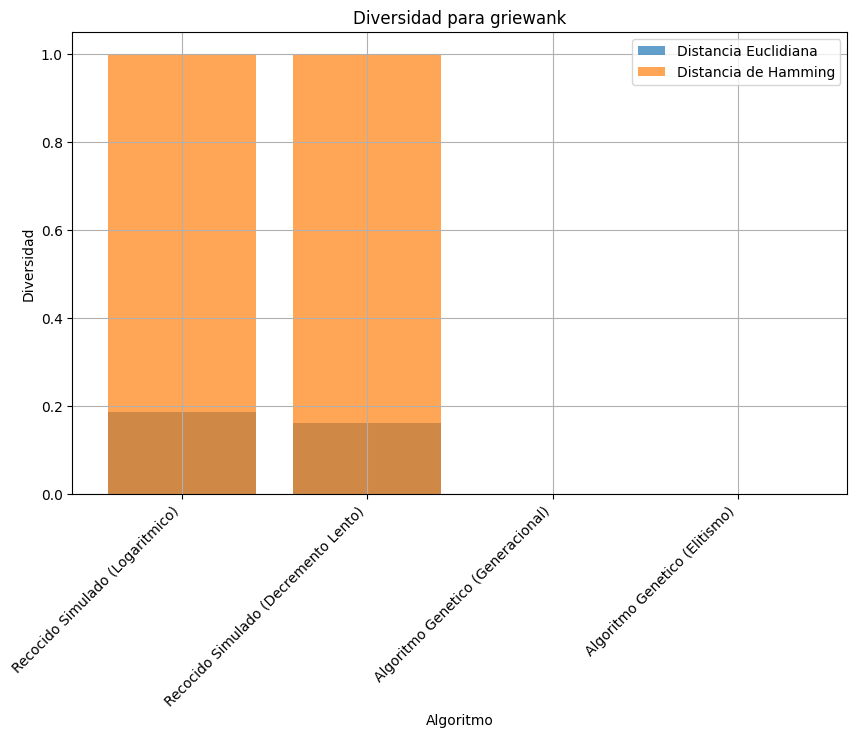 Diversidad para griewank
Distancia Euclidiana
Distancia de Hamming
Diversidad
1.0
0.8
0.6
0.4
0.2
0.0
Recocido Simulado (Logaritmico)
Recocido Simulado (Decremento Lento)
Algoritmo Genetico (Generacional)
Algoritmo Genetico (Elitismo)
Algoritmo